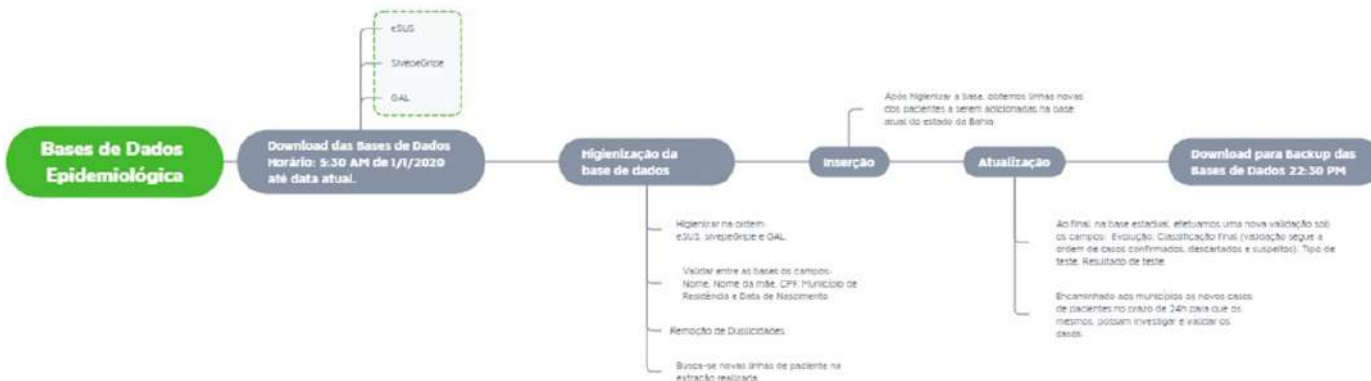 eSUS
SivepeGripe
GAL
Bases de Dados
Epidemiológica
Download das Bases de Dados
Horário: 5:30 AM de 1/1/2020
até data atual.
Higienização da
base de dados
Higienizar na ordem:
eSUS, sivepeGripe e GAL.
Validar entre as bases os campos:
Nome, Nome da mãe, CPF, Município de
Residência e Data de Nascimento
Remoção de Duplicidades.
Busca-se novas linhas de paciente na
extração realizada
Após higienizar a base, obtemos linhas novas
dos pacientes a serem adicionadas na base
atual do estado da Bahia.
Inserção
Atualização
Ao final, na base estadual, efetuamos uma nova validação sob
os campos: Evolução, Classificação final (validação segue a
ordem de casos confirmados, descartados e suspeitos), Tipo de
teste, Resultado de teste
Encaminhado aos municípios os novos casos
de pacientes no prazo de 24h para que os
mesmos, possam investigar e validar os
casos.
Download para Backup das
Bases de Dados 22:30 PM